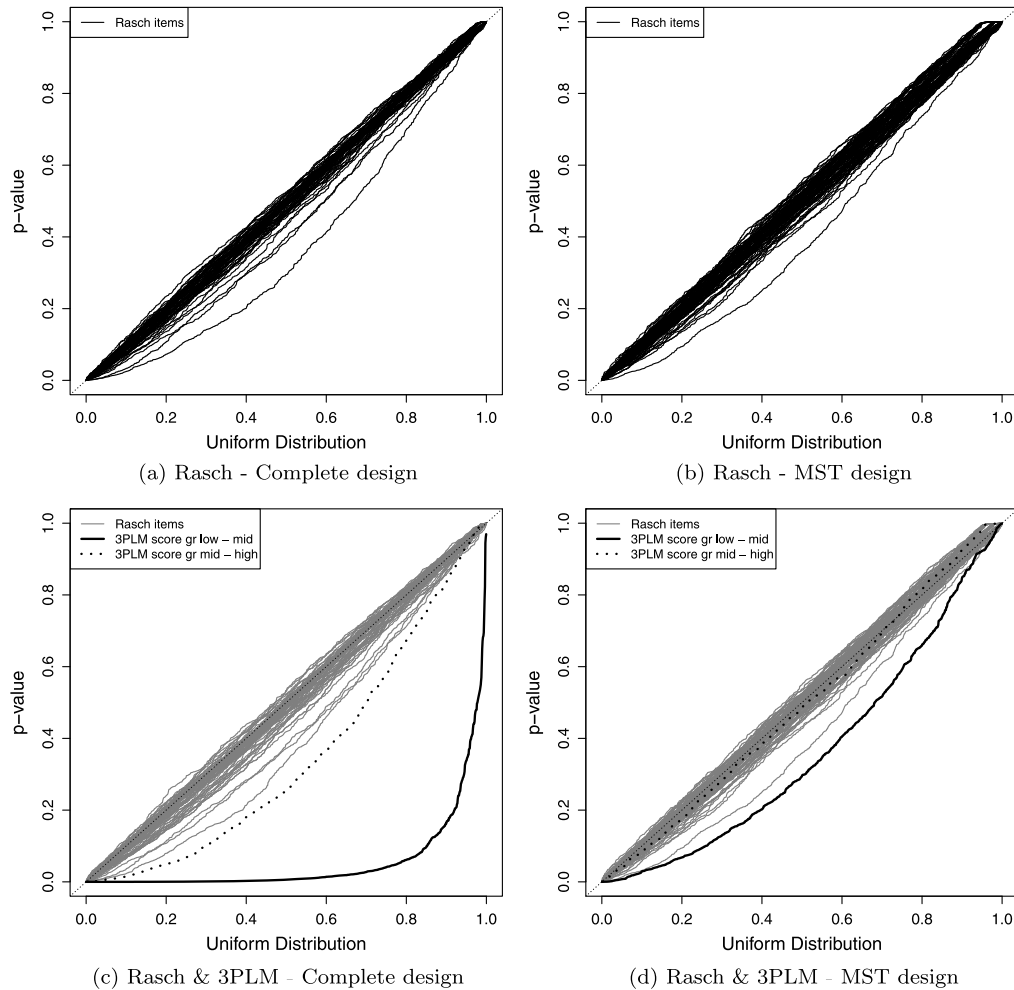 Rasch items
p−value
0.0 0.2 0.4 0.6 0.8 1.0
0.0 0.2 0.4 0.6 0.8 1.0
Uniform Distribution
(a) Rasch - Complete design
Rasch items
p−value
0.0 0.2 0.4 0.6 0.8 1.0
0.0 0.2 0.4 0.6 0.8 1.0
Uniform Distribution
(b) Rasch - MST design
Rasch items
3PLM score gr low − mid
3PLM score gr mid − high
p−value
0.0 0.2 0.4 0.6 0.8 1.0
0.0 0.2 0.4 0.6 0.8 1.0
Uniform Distribution
(c) Rasch & 3PLM - Complete design
Rasch items
3PLM score gr low − mid
3PLM score gr mid − high
p−value
0.0 0.2 0.4 0.6 0.8 1.0
0.0 0.2 0.4 0.6 0.8 1.0
Uniform Distribution
(d) Rasch & 3PLM - MST design